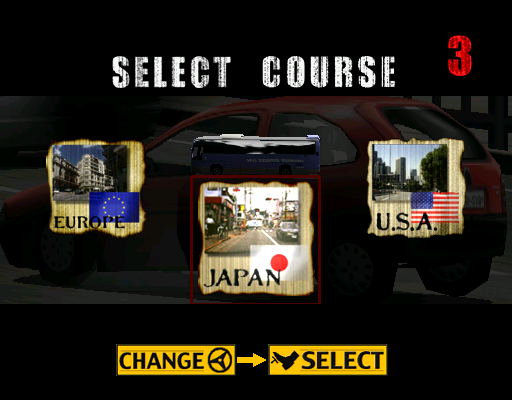 SELECT COURSE
3
EUROPE
JAPAN
U.S.A.
CHANGE
SELECT